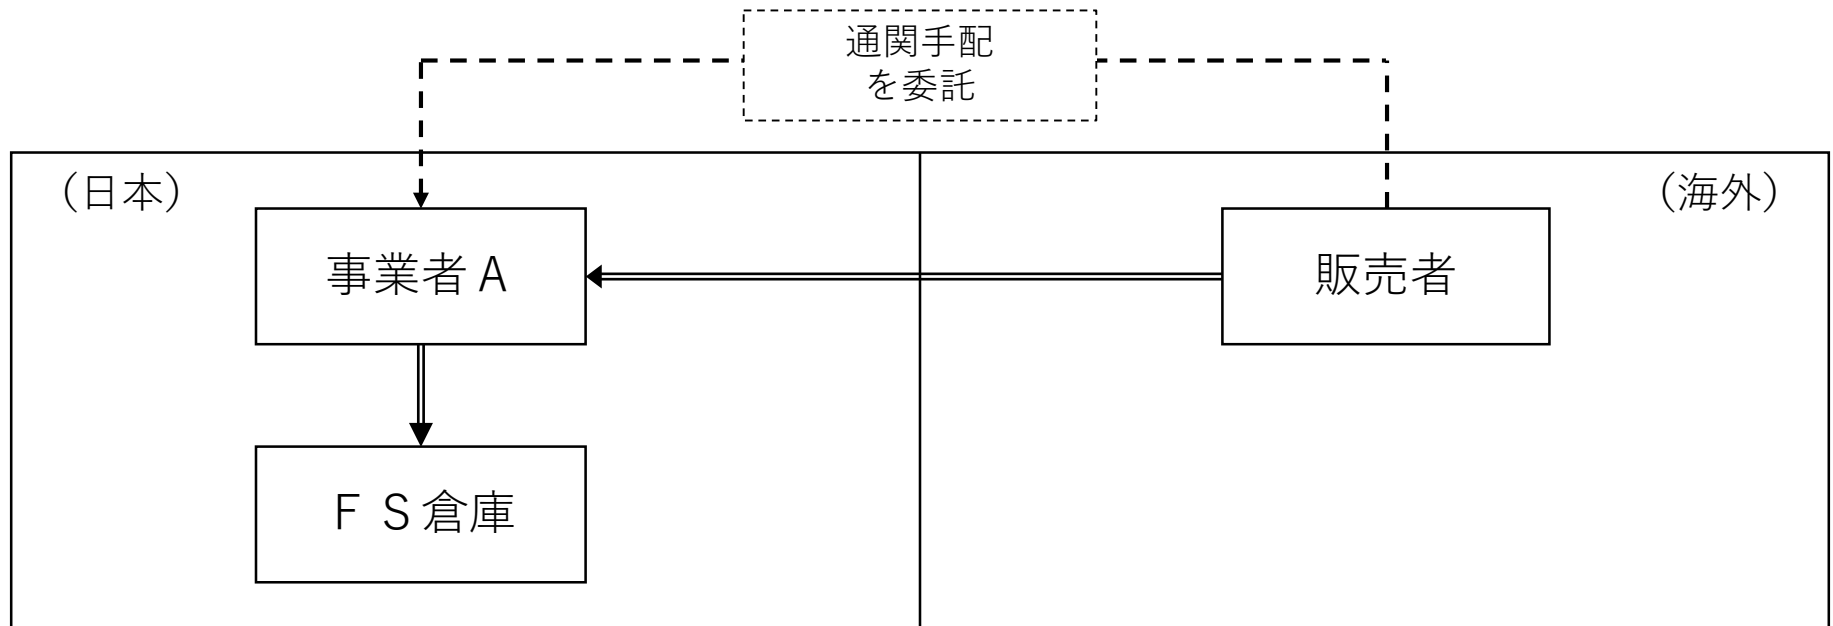 通関手配
を委託
（日本）
（海外）
事業者Ａ
販売者
ＦＳ倉庫